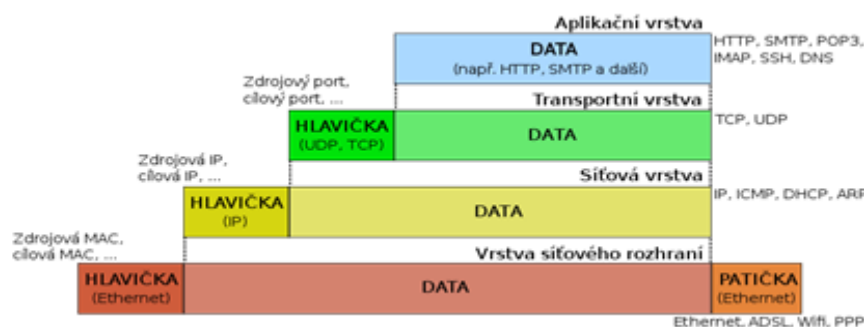 Aplikační vrstva
DATA
(např. HTTP, SMTP a další)
HTTP, SMTP, POP3,
IMAP, SSH, DNS
Zdrojový port,
cílový port, ...
Transportní vrstva
HLAVIČKA
(UDP, TCP)
DATA
TCP, UDP
Zdrojová IP,
cílová IP, ...
Síťová vrstva
HLAVIČKA
(IP)
DATA
IP, ICMP, DHCP, ARP
Zdrojová MAC,
cílová MAC, ...
Vrstva síťového rozhraní
HLAVIČKA
(Ethernet)
DATA
PATIČKA
(Ethernet)
Ethernet, ADSL, Wifi, PPP